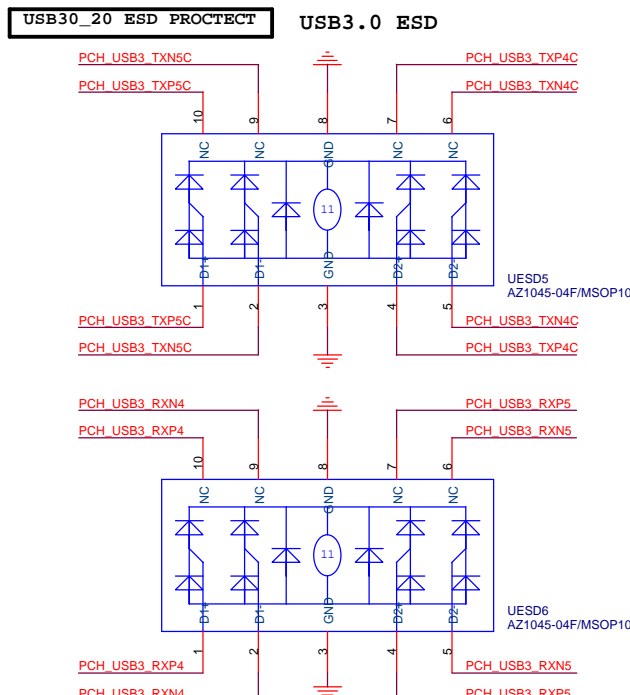 USB30_20 ESD PROCTECT
USB3.0 ESD
PCH_USB3_TXN5C
PCH_USB3_TXP4C
PCH_USB3_TXP5C
PCH_USB3_TXN4C
10 9 8 7 6
NC NC GND NC NC
11
D1+ D1- GND D2+ D2-
UESD5
AZ1045-04F/MSOP10
1 2 3 4 5
PCH_USB3_TXP5C
PCH_USB3_TXN4C
PCH_USB3_TXN5C
PCH_USB3_TXP4C
PCH_USB3_RXN4
PCH_USB3_RXP5
PCH_USB3_RXP4
PCH_USB3_RXN5
10 9 8 7 6
NC NC GND NC NC
11
D1+ D1- GND D2+ D2-
UESD6
AZ1045-04F/MSOP10
1 2 3 4 5
PCH_USB3_RXP4
PCH_USB3_RXN5
PCH_USB3_RXN4
PCH_USB3_RXP5